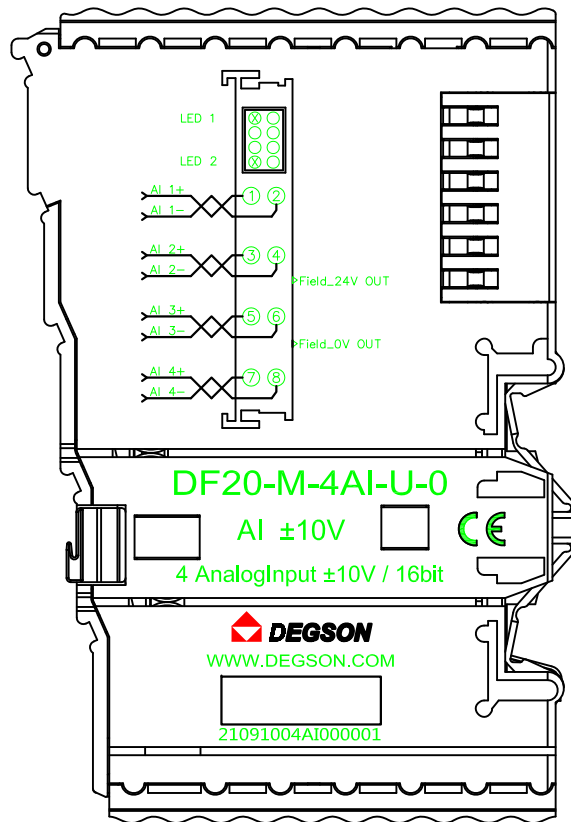 LED 1
LED 2
AI 1+
1 2
AI 1-
AI 2+
3 4
AI 2-
▷Field_24V OUT
AI 3+
5 6
AI 3-
▷Field_0V OUT
AI 4+
7 8
AI 4-
DF20-M-4AI-U-0
AI ±10V
CE
4 AnalogInput ±10V / 16bit
DEGSON
WWW.DEGSON.COM
21091004AI000001